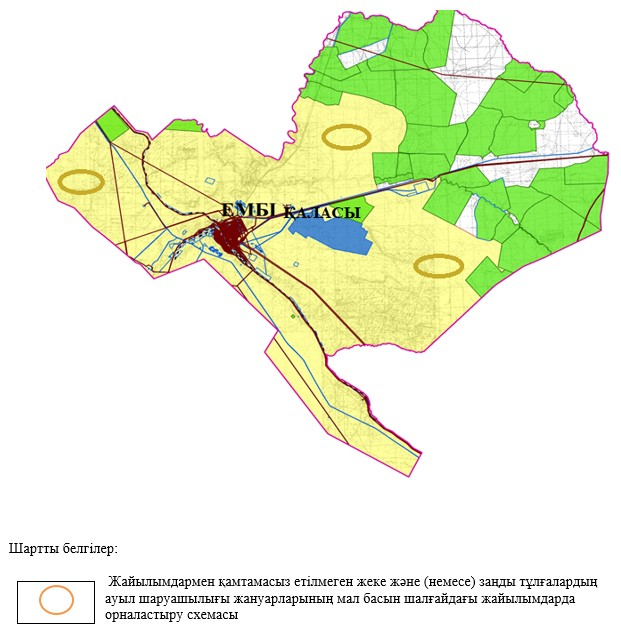 ЕМБІ ҚАЛАСЫ
Шартты белгілер:
Жайылымдармен қамтамасыз етілмеген жеке және (немесе) заңды тұлғалардың
ауыл шаруашылығы жануарларының мал басын шалғайдағы жайылымдарда
орналастыру схемасы